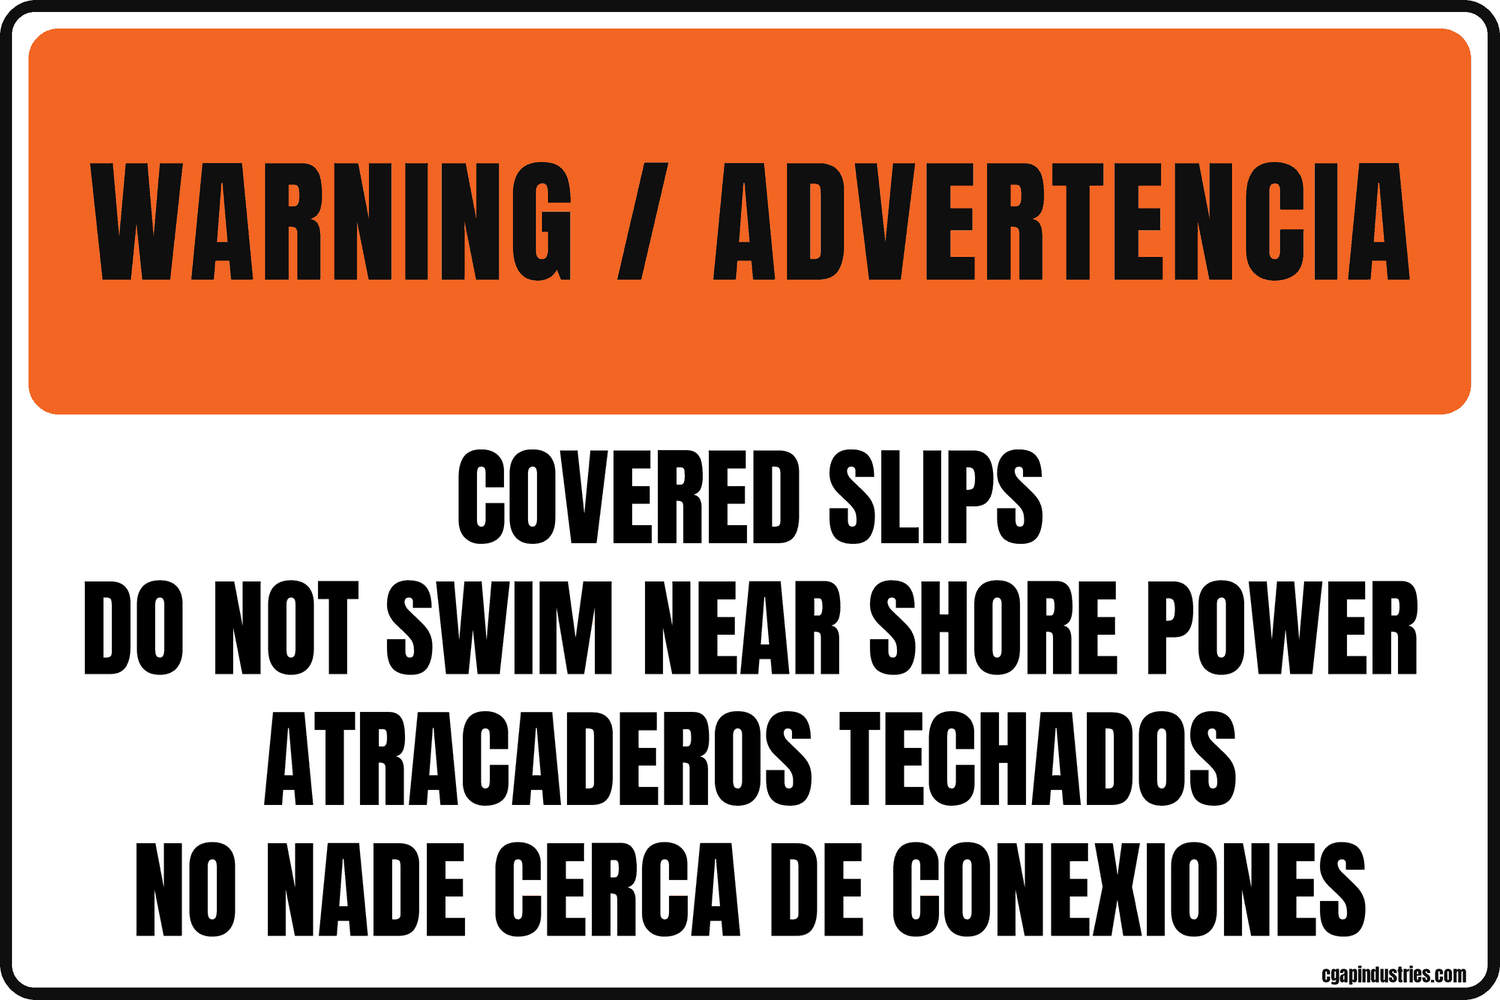 WARNING / ADVERTENCIA
COVERED SLIPS
DO NOT SWIM NEAR SHORE POWER
ATRACADEROS TECHADOS
NO NADE CERCA DE CONEXIONES
cgapindustries.com